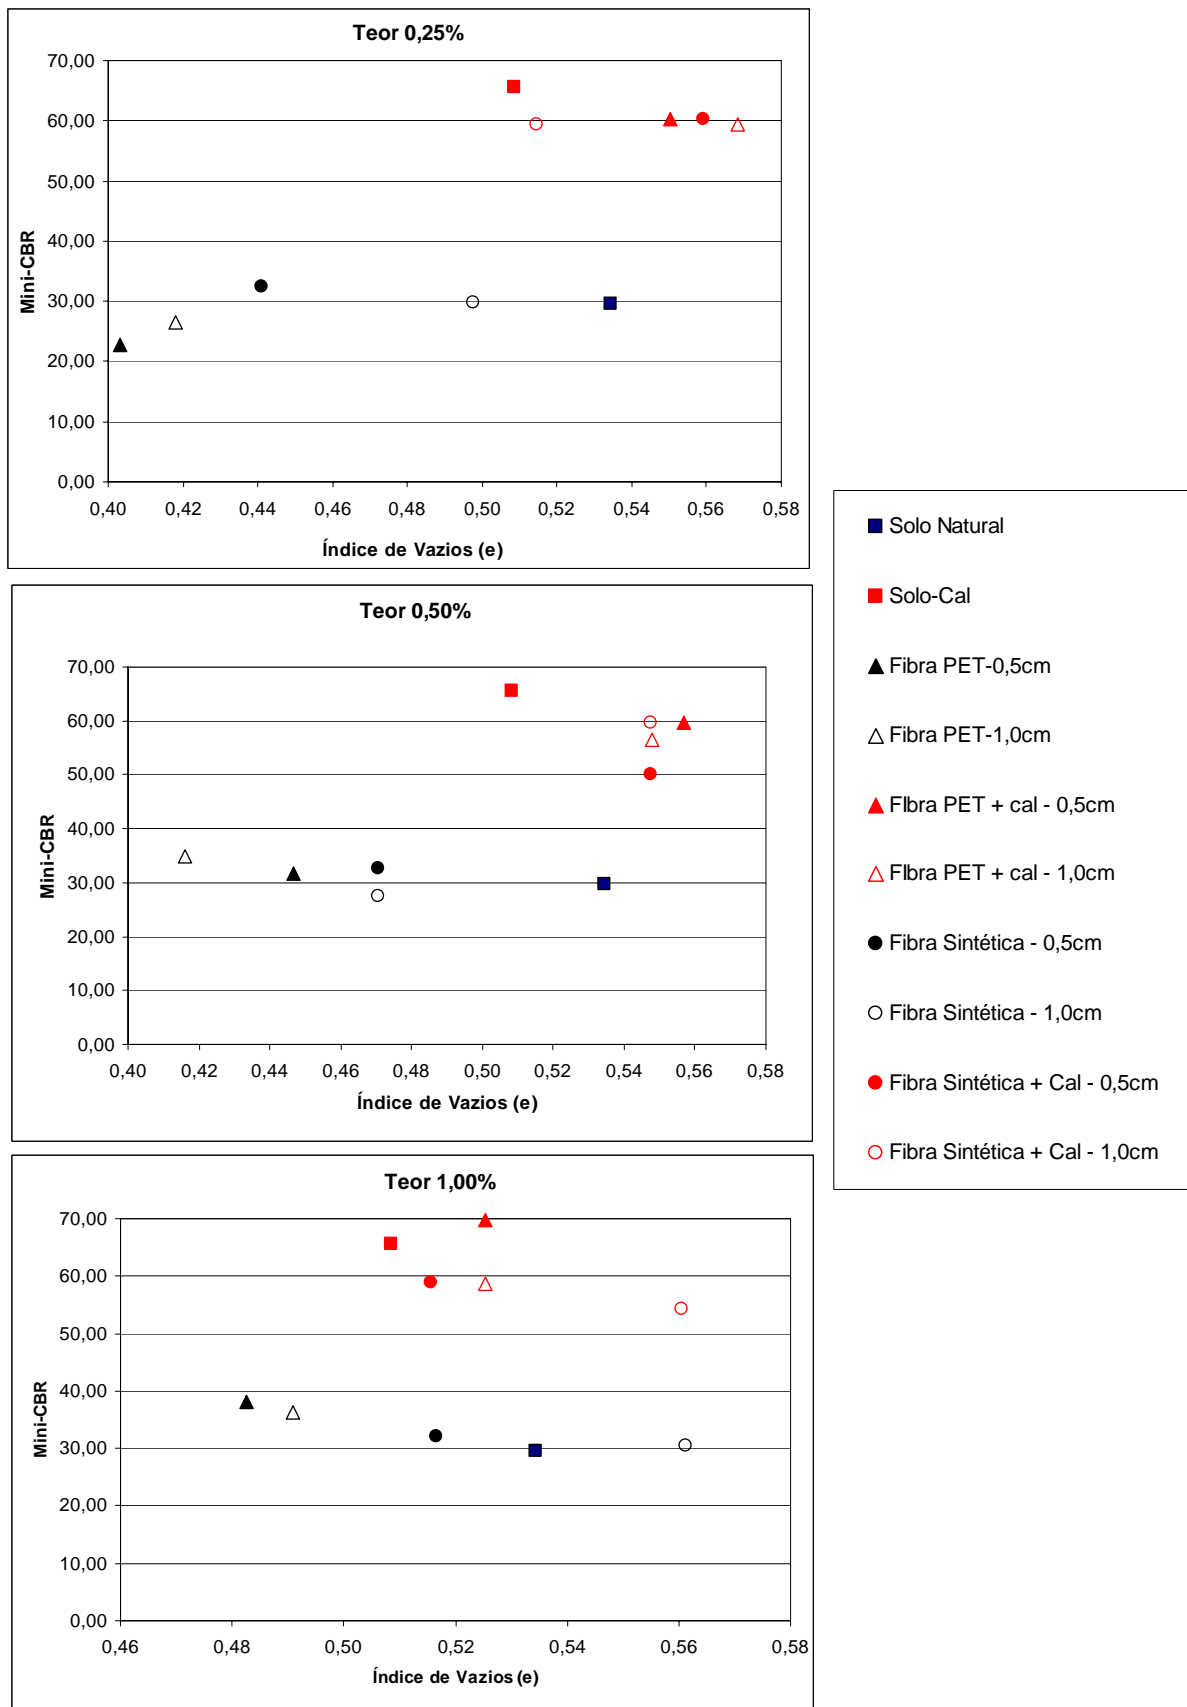 Teor 0,25%
70,00
60,00
50,00
40,00
30,00
20,00
10,00
0,00
Mini-CBR
0,40 0,42 0,44 0,46 0,48 0,50 0,52 0,54 0,56 0,58
Índice de Vazios (e)
Teor 0,50%
70,00
60,00
50,00
40,00
30,00
20,00
10,00
0,00
Mini-CBR
0,40 0,42 0,44 0,46 0,48 0,50 0,52 0,54 0,56 0,58
Índice de Vazios (e)
Teor 1,00%
70,00
60,00
50,00
40,00
30,00
20,00
10,00
0,00
Mini-CBR
0,46 0,48 0,50 0,52 0,54 0,56 0,58
Índice de Vazios (e)
Solo Natural
Solo-Cal
Fibra PET-0,5cm
Fibra PET-1,0cm
FIbra PET + cal - 0,5cm
FIbra PET + cal - 1,0cm
Fibra Sintética - 0,5cm
Fibra Sintética - 1,0cm
Fibra Sintética + Cal - 0,5cm
Fibra Sintética + Cal - 1,0cm